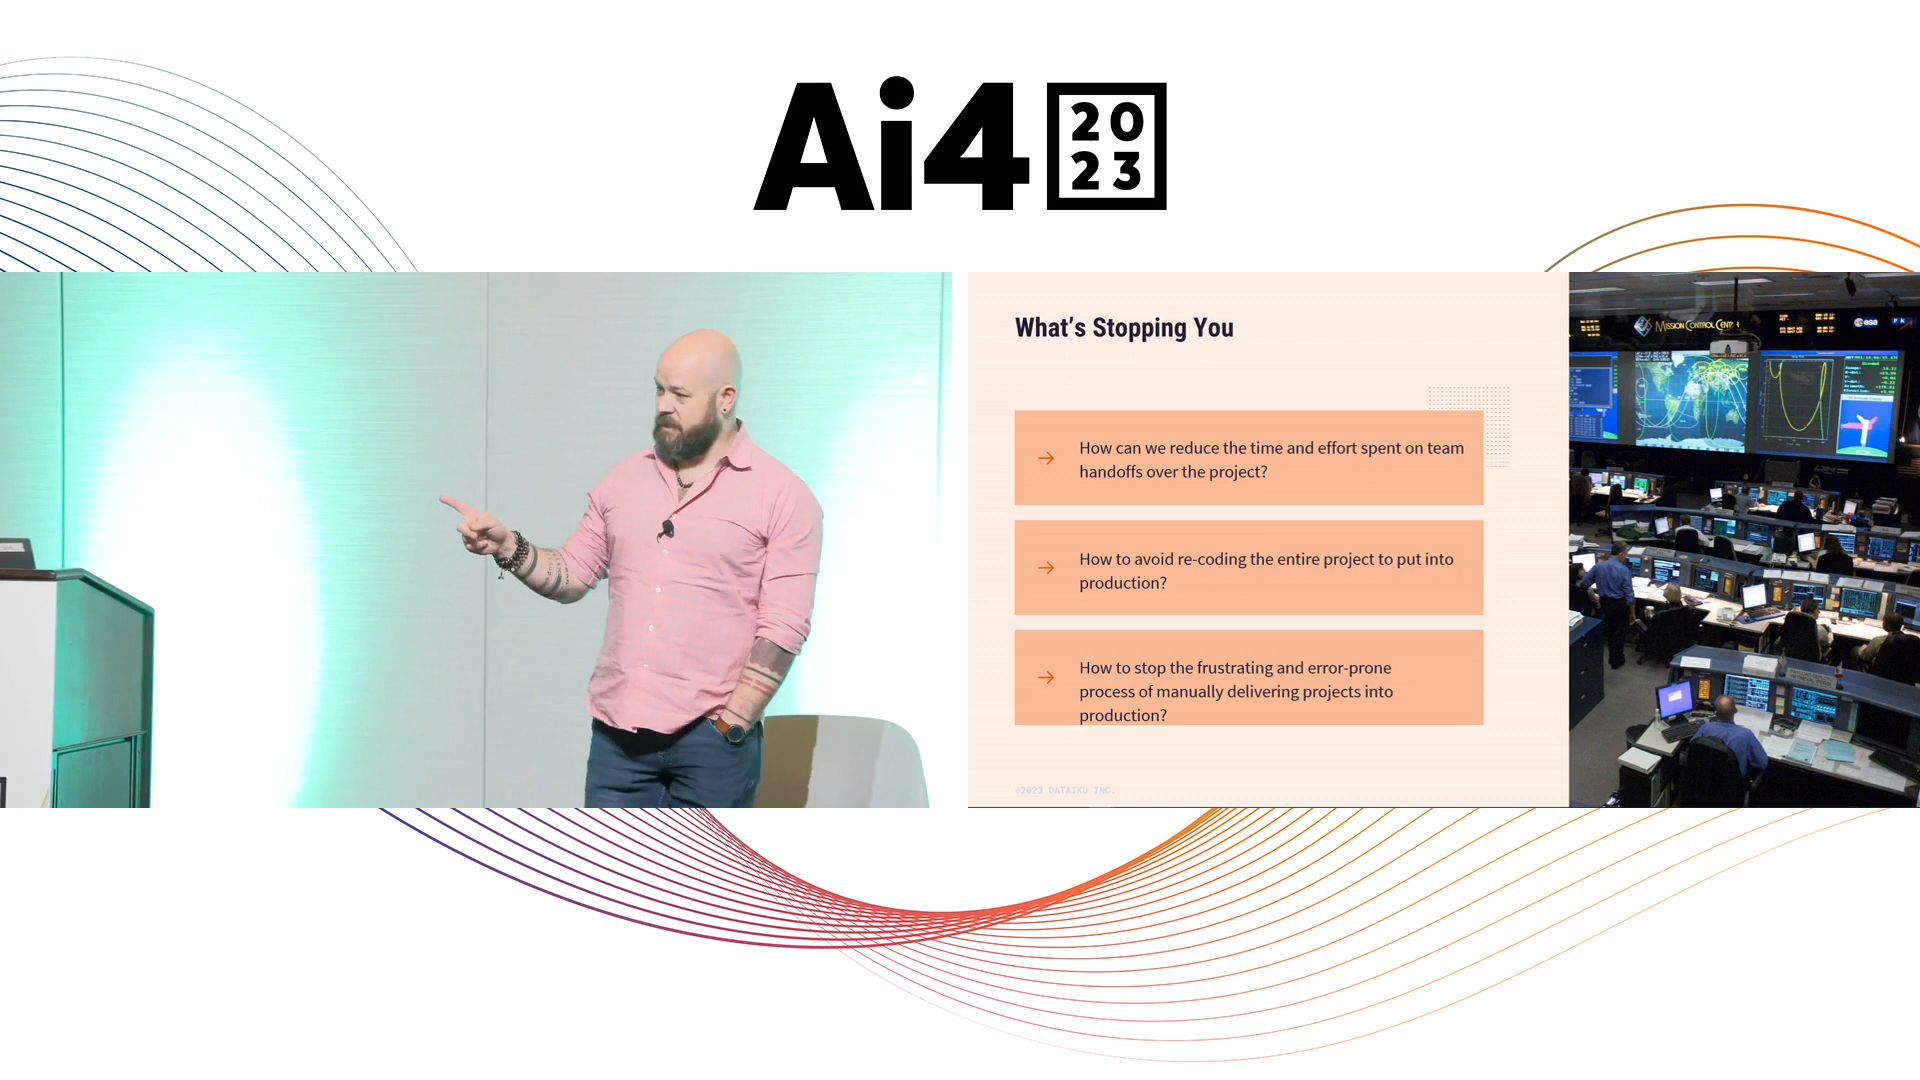 Ai4 20
23
What's Stopping You
How can we reduce the time and effort spent on team
handoffs over the project?
How to avoid re-coding the entire project to put into
production?
How to stop the frustrating and error-prone
process of manually delivering projects into
production?
©2023 DATAIKU INC.
MISSION CONTROL CENTER
esa